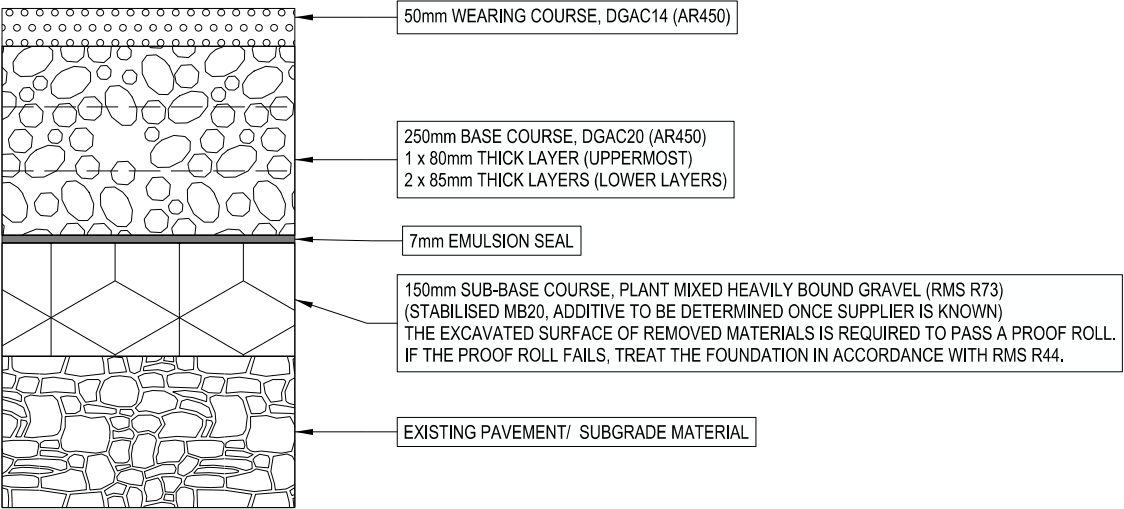 50mm WEARING COURSE, DGAC14 (AR450)
250mm BASE COURSE, DGAC20 (AR450)
1 x 80mm THICK LAYER (UPPERMOST)
2 x 85mm THICK LAYERS (LOWER LAYERS)
7mm EMULSION SEAL
150mm SUB-BASE COURSE, PLANT MIXED HEAVILY BOUND GRAVEL (RMS R73)
(STABILISED MB20, ADDITIVE TO BE DETERMINED ONCE SUPPLIER IS KNOWN)
THE EXCAVATED SURFACE OF REMOVED MATERIALS IS REQUIRED TO PASS A PROOF ROLL.
IF THE PROOF ROLL FAILS, TREAT THE FOUNDATION IN ACCORDANCE WITH RMS R44.
EXISTING PAVEMENT/ SUBGRADE MATERIAL